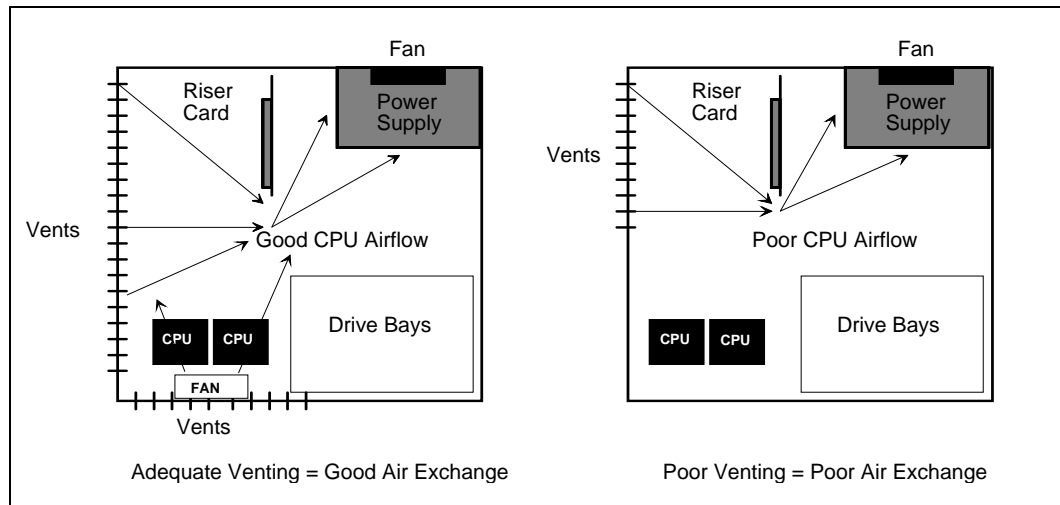 Fan
Riser
Card
Power
Supply
Vents
Good CPU Airflow
Drive Bays
CPU
CPU
FAN
Vents
Adequate Venting = Good Air Exchange
Fan
Riser
Card
Power
Supply
Vents
Poor CPU Airflow
Drive Bays
CPU
CPU
Poor Venting = Poor Air Exchange